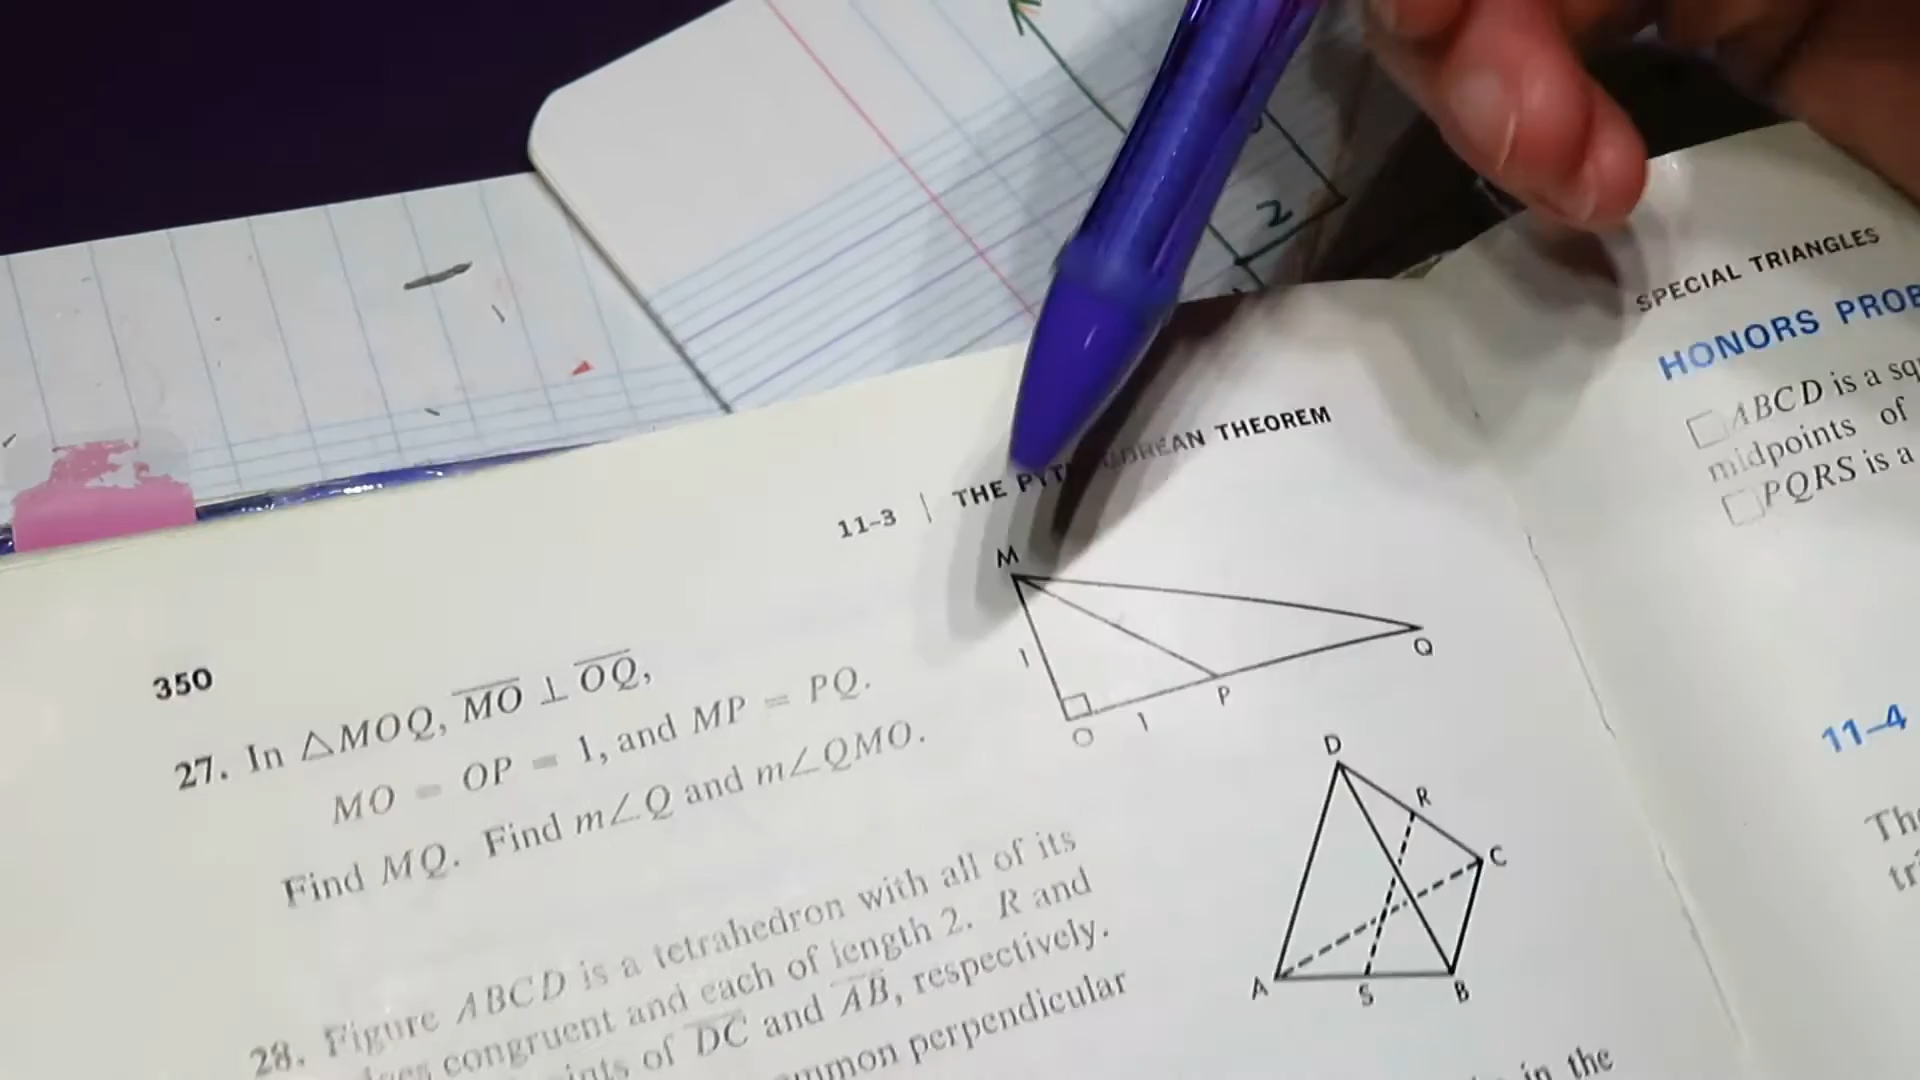 2
SPECIAL TRIANGLES
HONORS
ABCD is a
midpoints of
PQRS is a
11-4
11-3 | THE THEOREM
M
1
O
1
P
Q
350
27. In △MOQ, MO ⊥ OQ,
MO = OP = 1, and MP = PQ.
Find MQ. Find m∠Q and m∠QMO.
D
R
C
A
S
B
28. Figure ABCD is a tetrahedron with all of its
congruent and each of length 2. R and
of DC and AB, respectively.
perpendicular
in the